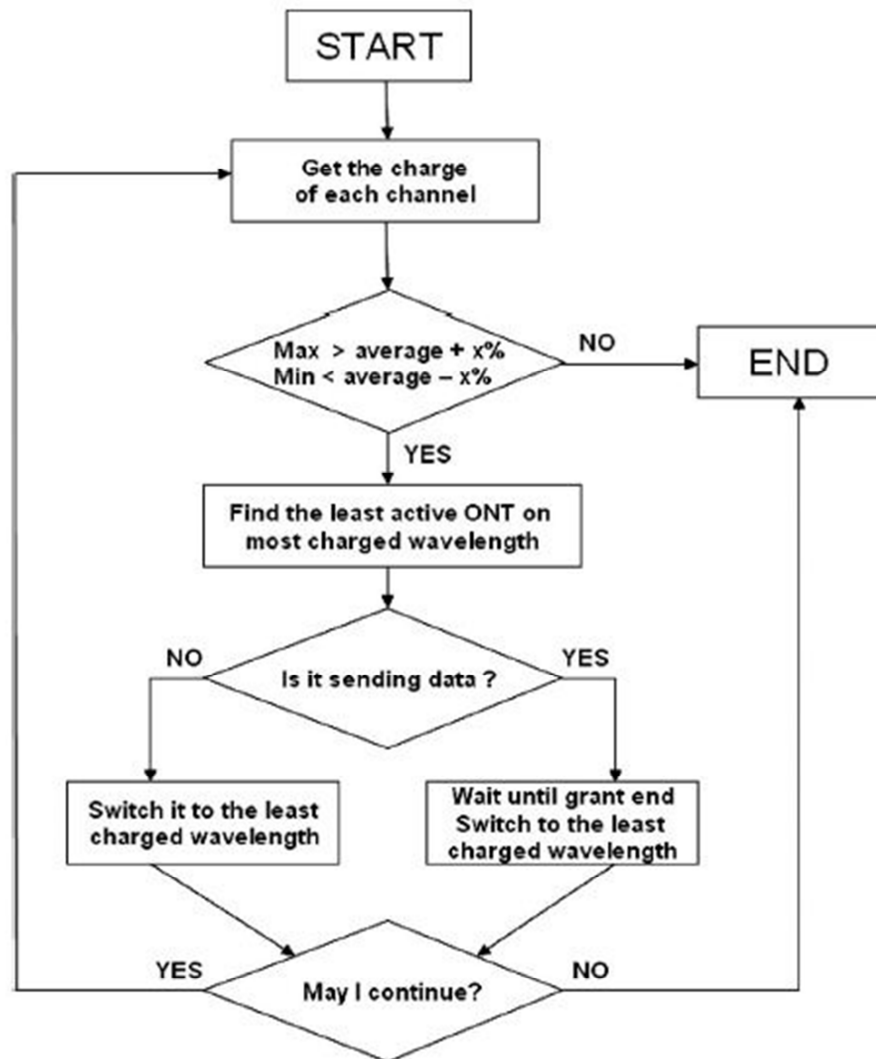 START
Get the charge
of each channel
Max > average + x%
Min < average – x%
NO
END
YES
Find the least active ONT on
most charged wavelength
NO
YES
Is it sending data ?
Switch it to the least
charged wavelength
Wait until grant end
Switch to the least
charged wavelength
YES
NO
May I continue?